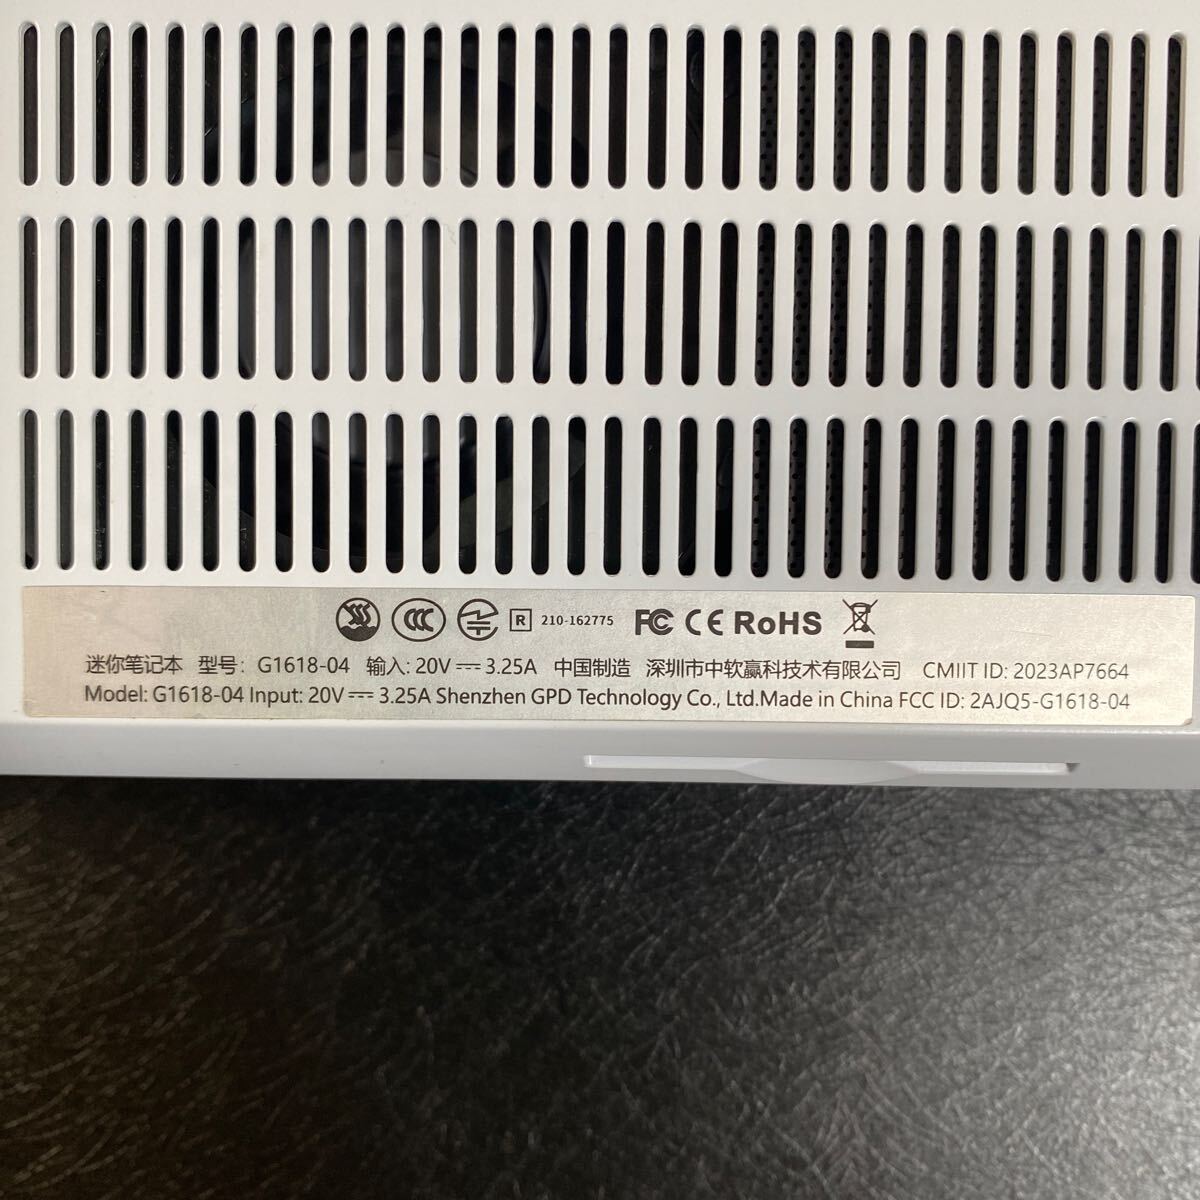 R 210-162775 FC CE RoHS
迷你笔记本 型号: G1618-04 输入: 20V⎓3.25A 中国制造 深圳市中软赢科技术有限公司 CMIIT ID: 2023AP7664
Model: G1618-04 Input: 20V⎓3.25A Shenzhen GPD Technology Co., Ltd.Made in China FCC ID: 2AJQ5-G1618-04